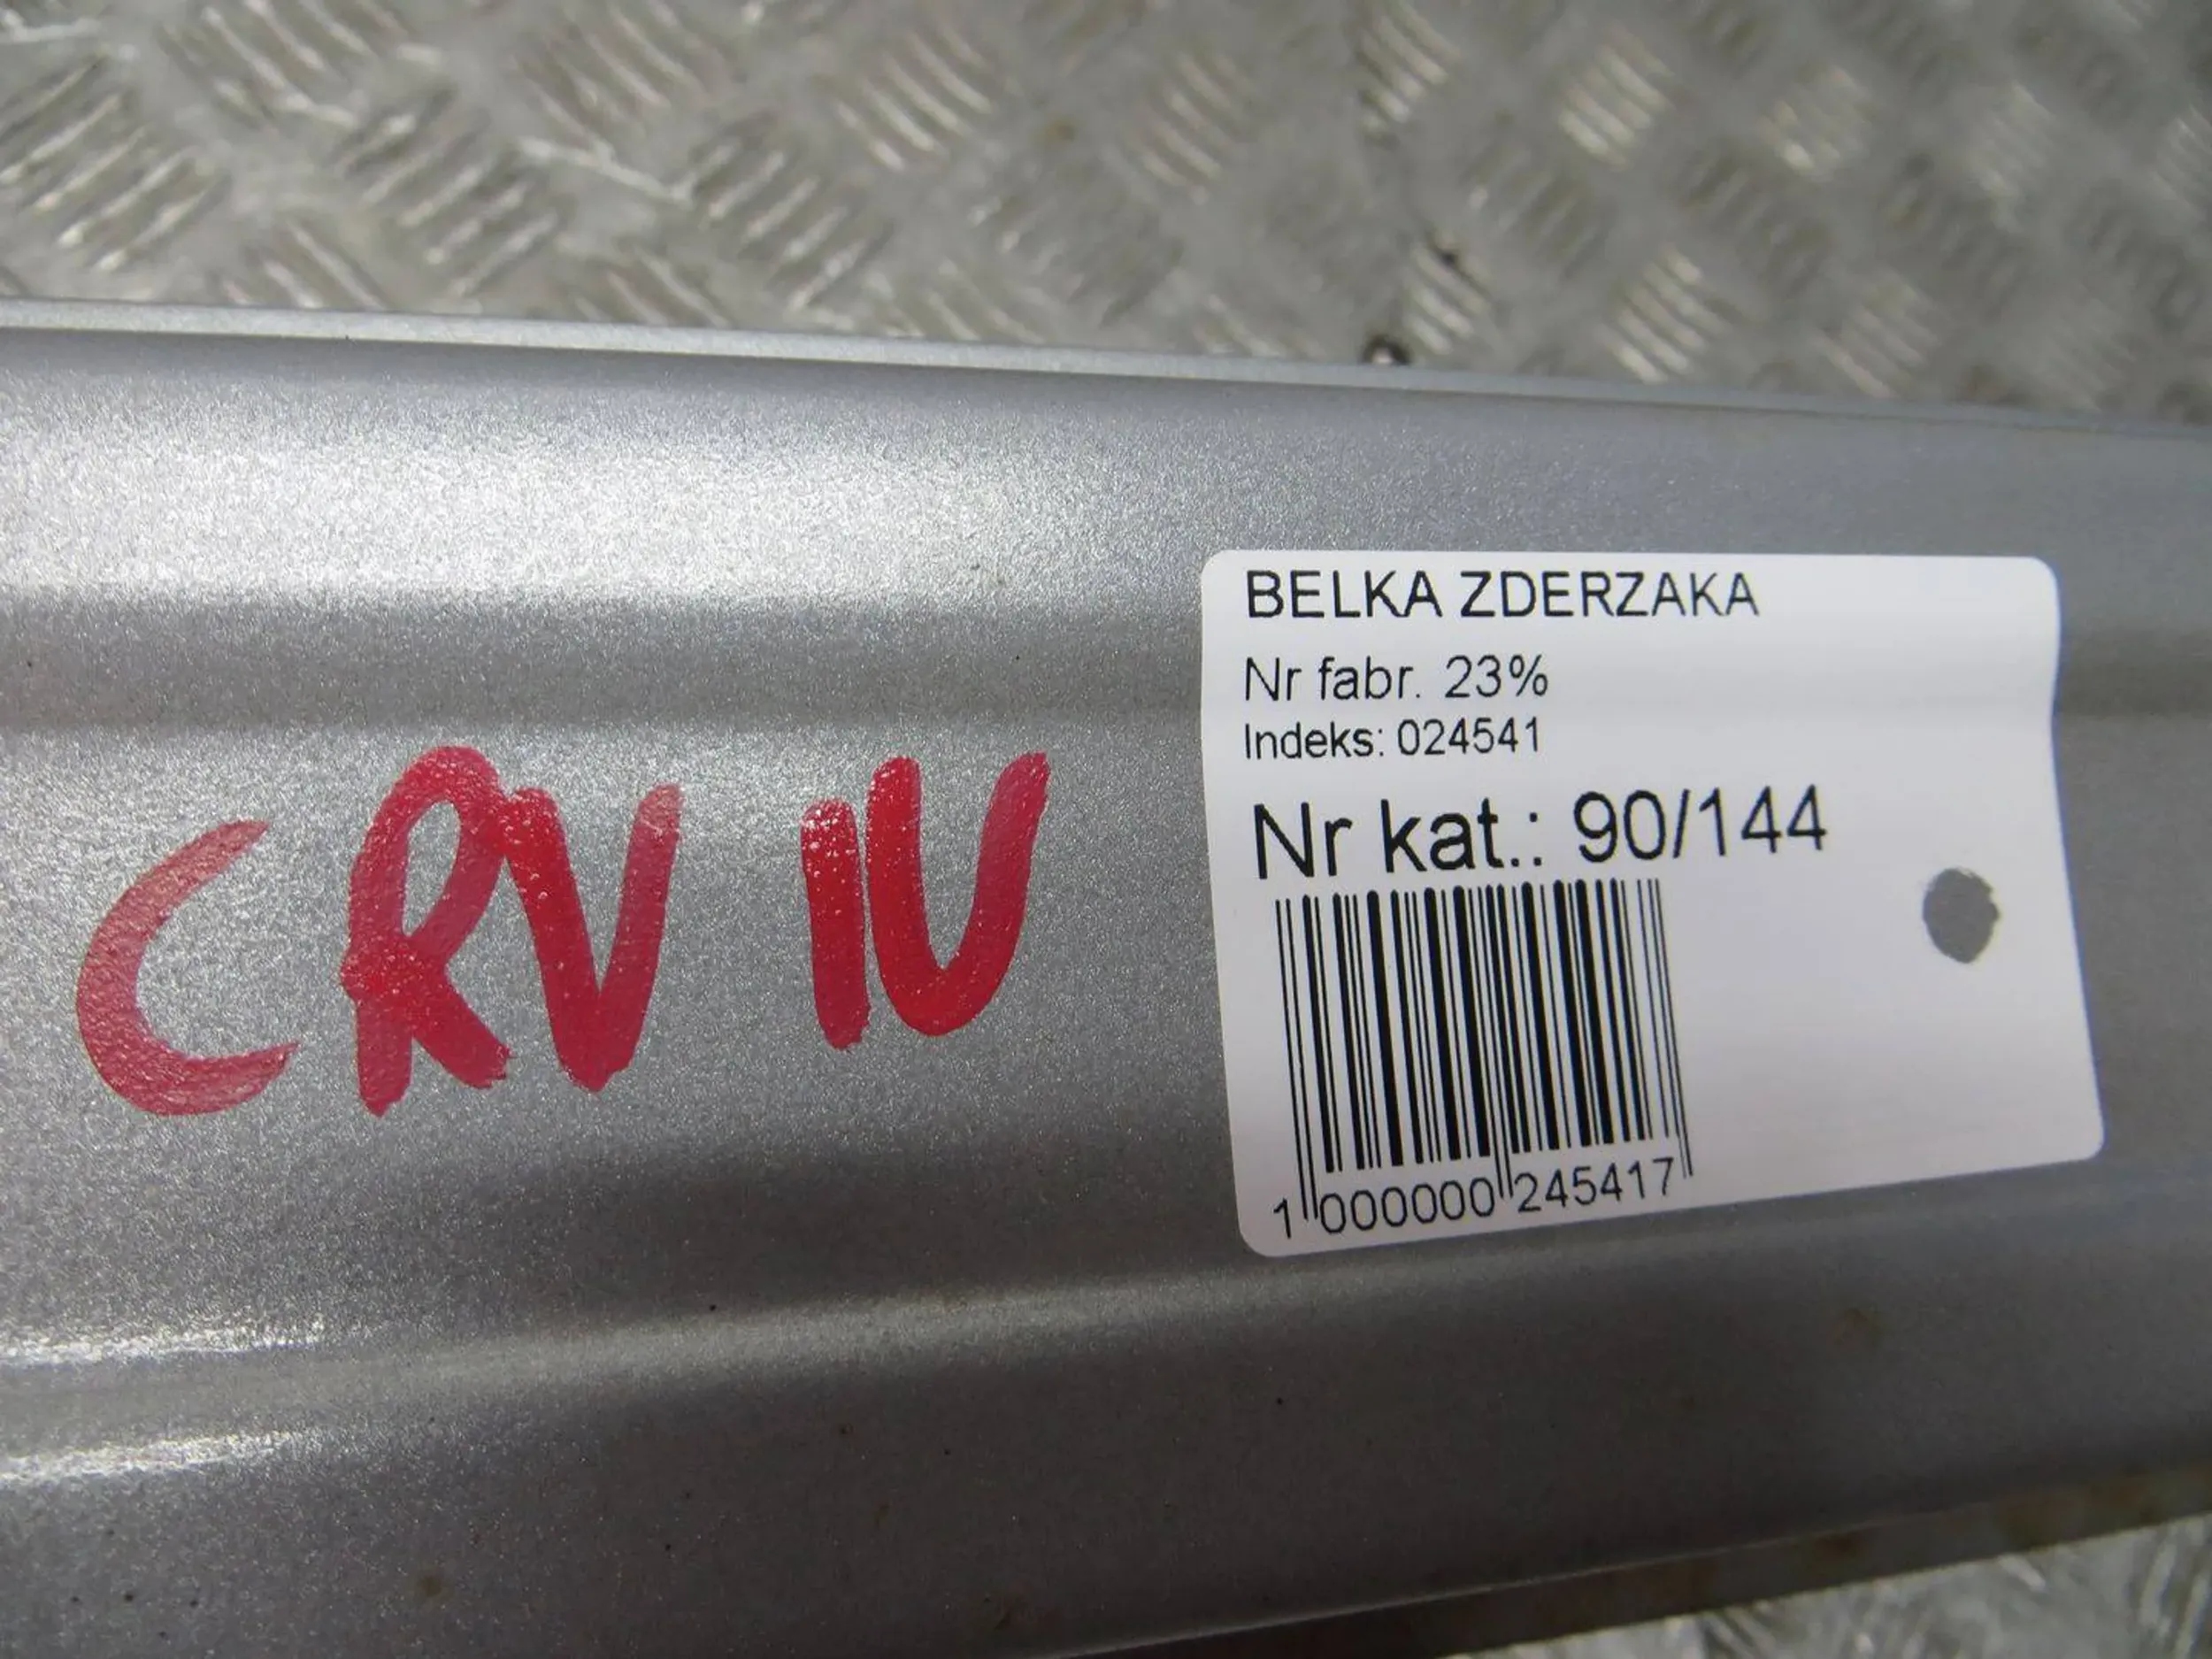 CRV IV
BELKA ZDERZAKA
Nr fabr. 23%
Indeks: 024541
Nr kat.: 90/144
1 000000 245417